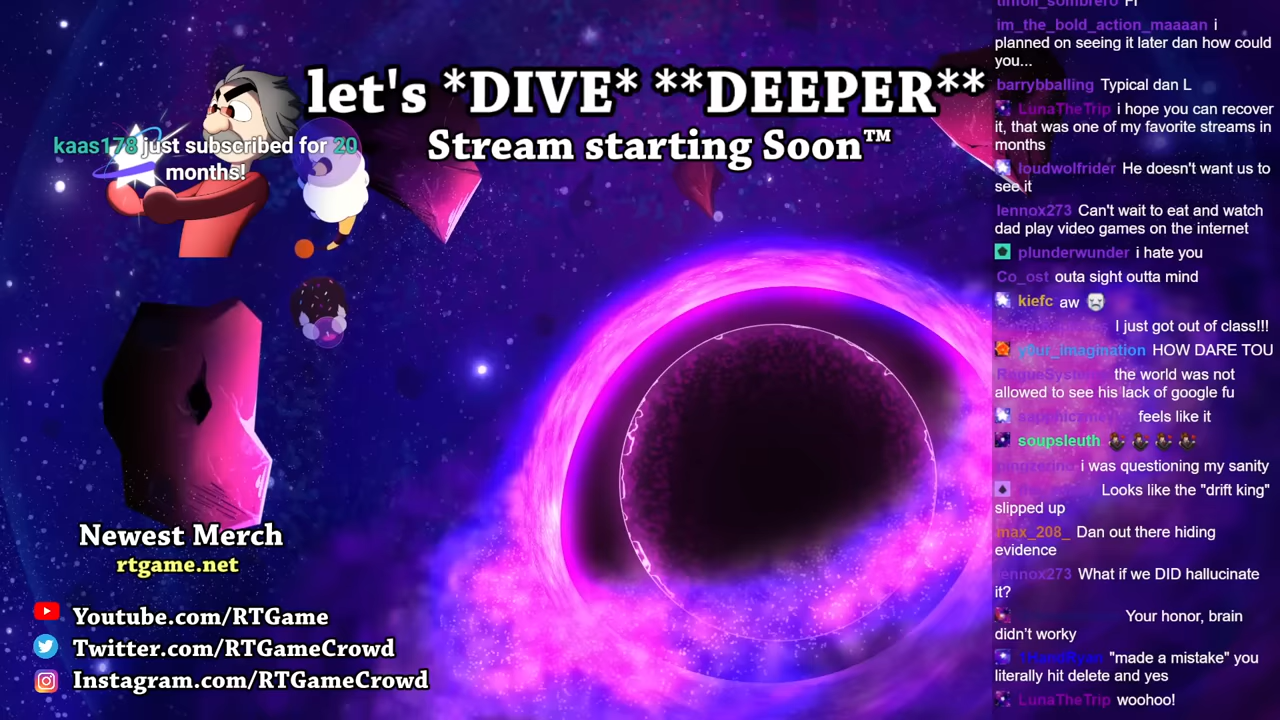 let's *DIVE* **DEEPER**
Stream starting Soon™
kaas178 just subscribed for 20
months!
Newest Merch
rtgame.net
Youtube.com/RTGame
Twitter.com/RTGameCrowd
Instagram.com/RTGameCrowd
im_the_bold_action_maaaan i
planned on seeing it later dan how could
you...
barrybballing Typical dan L
LunaTheTrip i hope you can recover
it, that was one of my favorite streams in
months
loudwolfrider He doesn't want us to
see it
lennox273 Can't wait to eat and watch
dad play video games on the internet
plunderwunder i hate you
Co_ost outa sight outta mind
kiefc aw
I just got out of class!!!
y0ur_imagination HOW DARE TOU
the world was not
allowed to see his lack of google fu
feels like it
soupsleuth
i was questioning my sanity
Looks like the "drift king"
slipped up
max_208_ Dan out there hiding
evidence
lennox273 What if we DID hallucinate
it?
Your honor, brain
didn't worky
"made a mistake" you
literally hit delete and yes
LunaTheTrip woohoo!